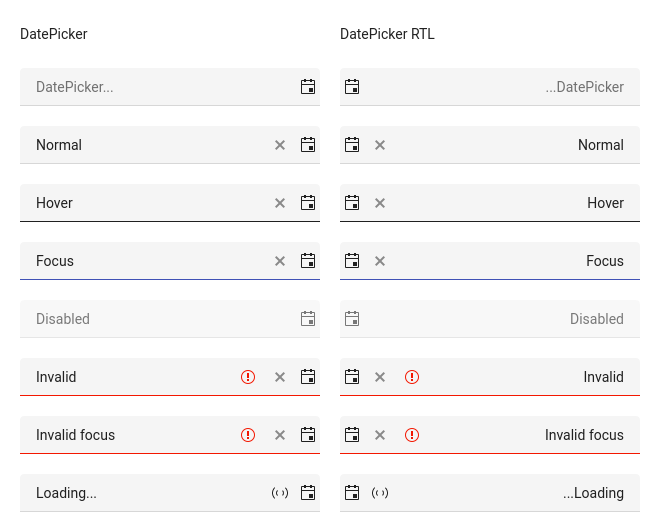 DatePicker
DatePicker RTL
DatePicker...
...DatePicker
Normal
Normal
Hover
Hover
Focus
Focus
Disabled
Disabled
Invalid
Invalid
Invalid focus
Invalid focus
Loading...
...Loading